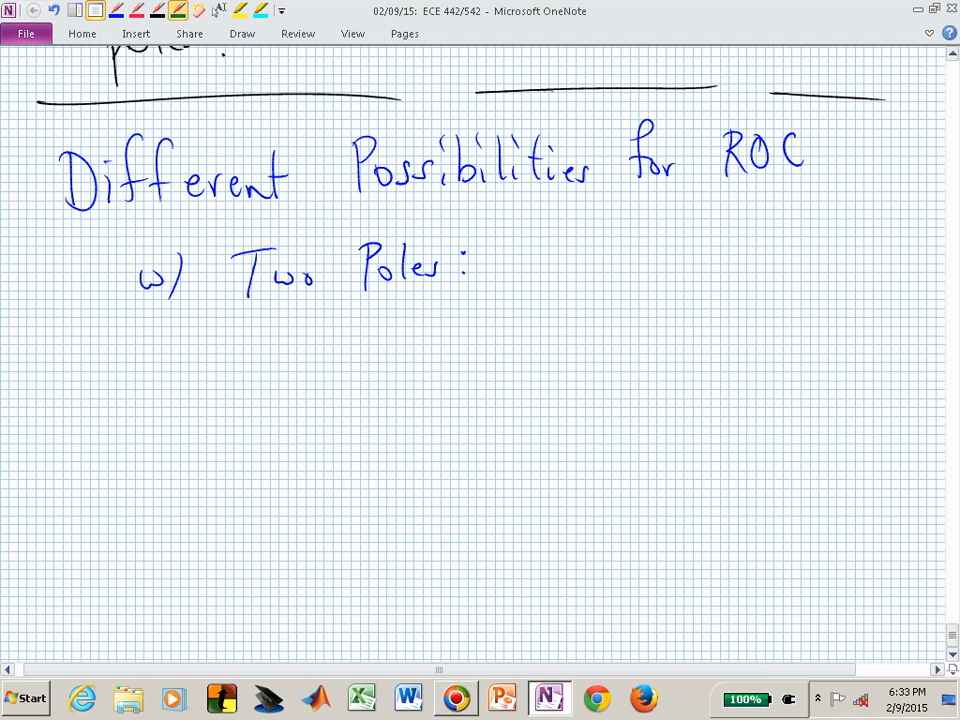 02/09/15: ECE 442/542 - Microsoft OneNote
File Home Insert Share Draw Review View Pages
Different Possibilities for ROC
w/ Two Poles:
Start
100%
6:33 PM
2/9/2015